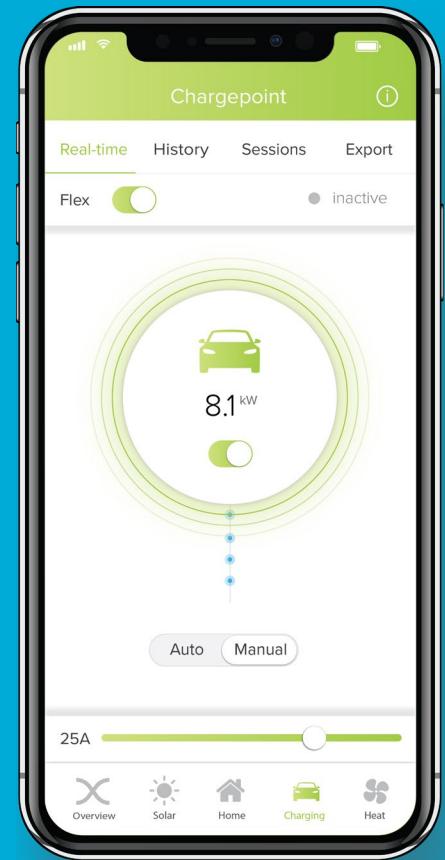 Chargepoint
Real-time History Sessions Export
Flex inactive
8.1 kW
Auto Manual
25A
Overview Solar Home Charging Heat